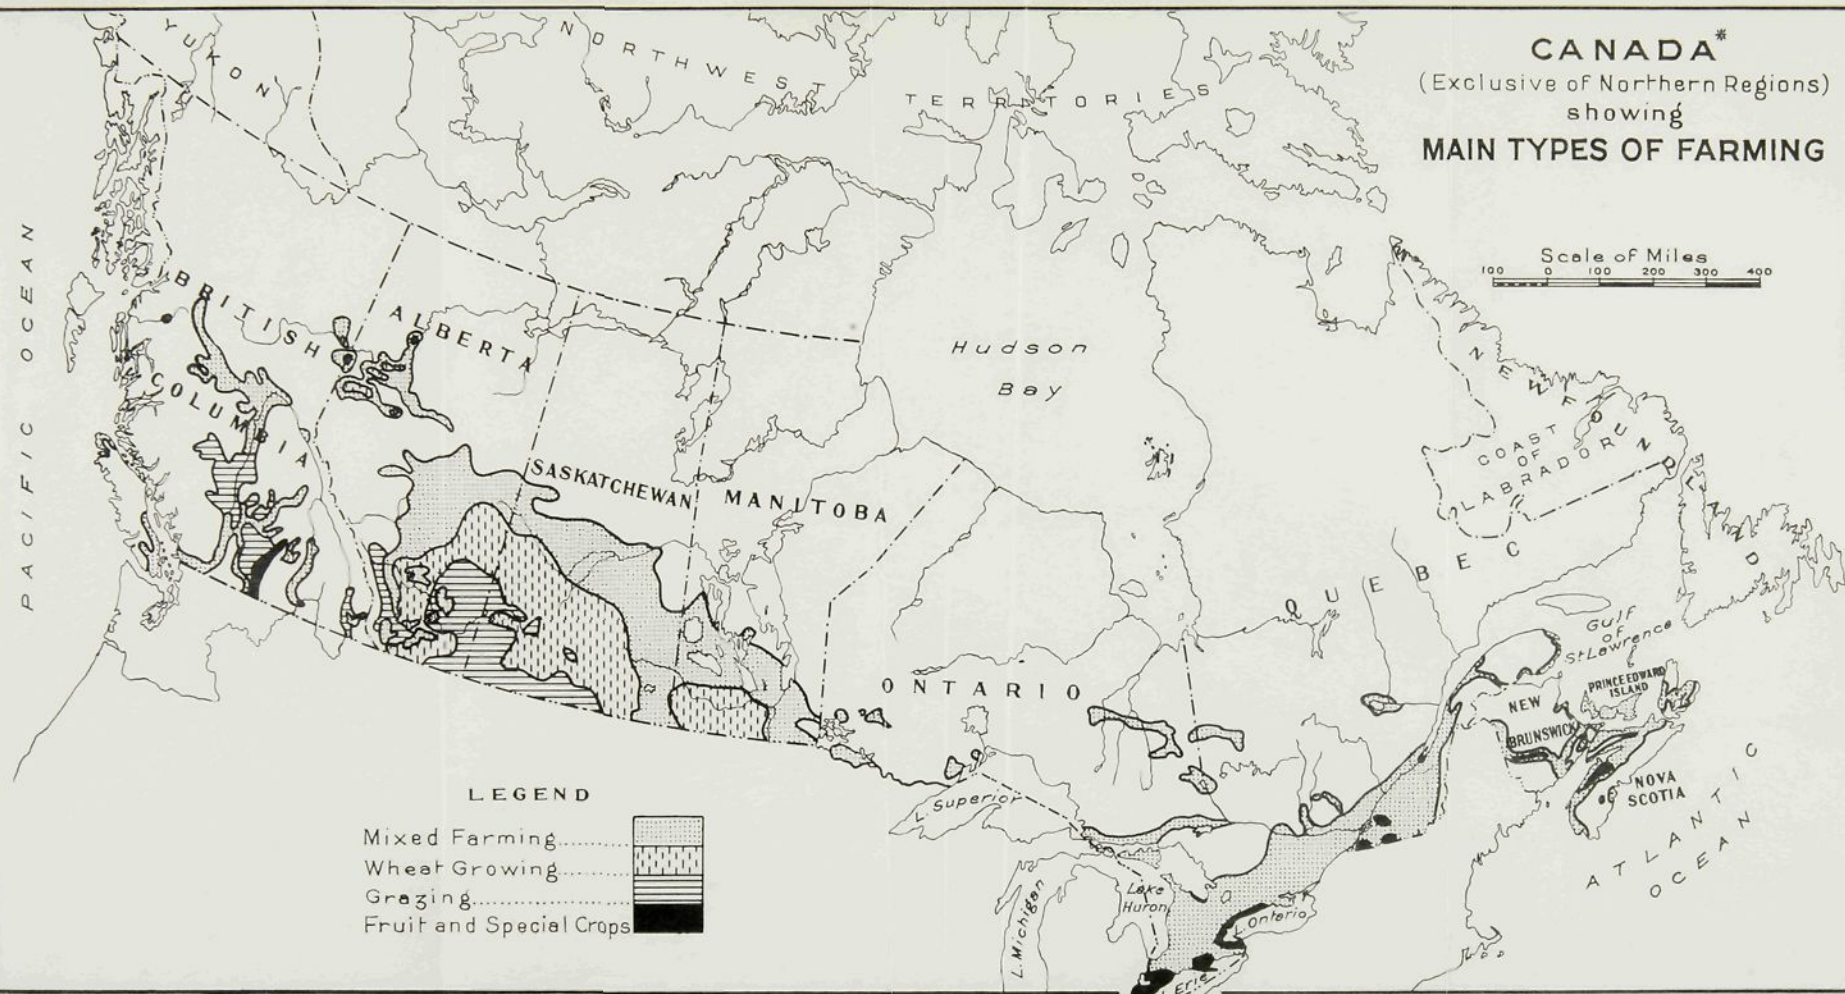 CANADA*
(Exclusive of Northern Regions)
showing
MAIN TYPES OF FARMING
Scale of Miles
100 0 100 200 300 400
YUKON
NORTHWEST TERRITORIES
PACIFIC OCEAN
BRITISH COLUMBIA
ALBERTA
SASKATCHEWAN
MANITOBA
Hudson
Bay
ONTARIO
QUEBEC
NEWFOUNDLAND
COAST
OF
LABRADOR
Gulf
of
St Lawrence
PRINCE EDWARD
ISLAND
NEW
BRUNSWICK
NOVA
SCOTIA
ATLANTIC
OCEAN
L. Superior
L. Michigan
Lake
Huron
L. Ontario
L. Erie
LEGEND
Mixed Farming
Wheat Growing
Grazing
Fruit and Special Crops